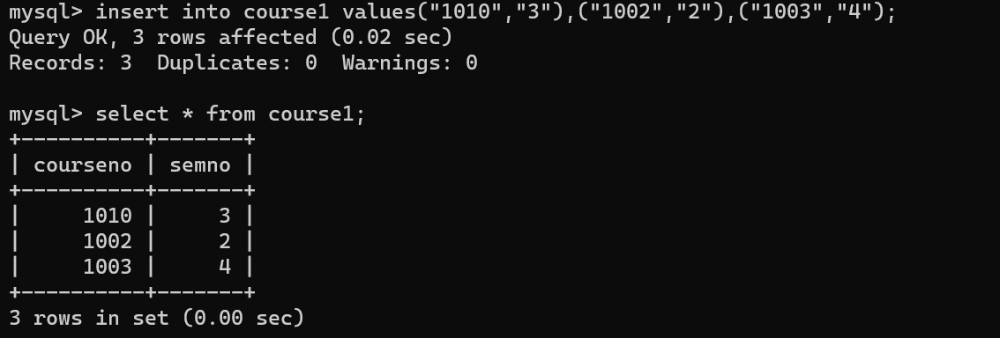 mysql> insert into course1 values("1010","3"),("1002","2"),("1003","4");
Query OK, 3 rows affected (0.02 sec)
Records: 3  Duplicates: 0  Warnings: 0

mysql> select * from course1;
+----------+-------+
| courseno | semno |
+----------+-------+
|     1010 |     3 |
|     1002 |     2 |
|     1003 |     4 |
+----------+-------+
3 rows in set (0.00 sec)